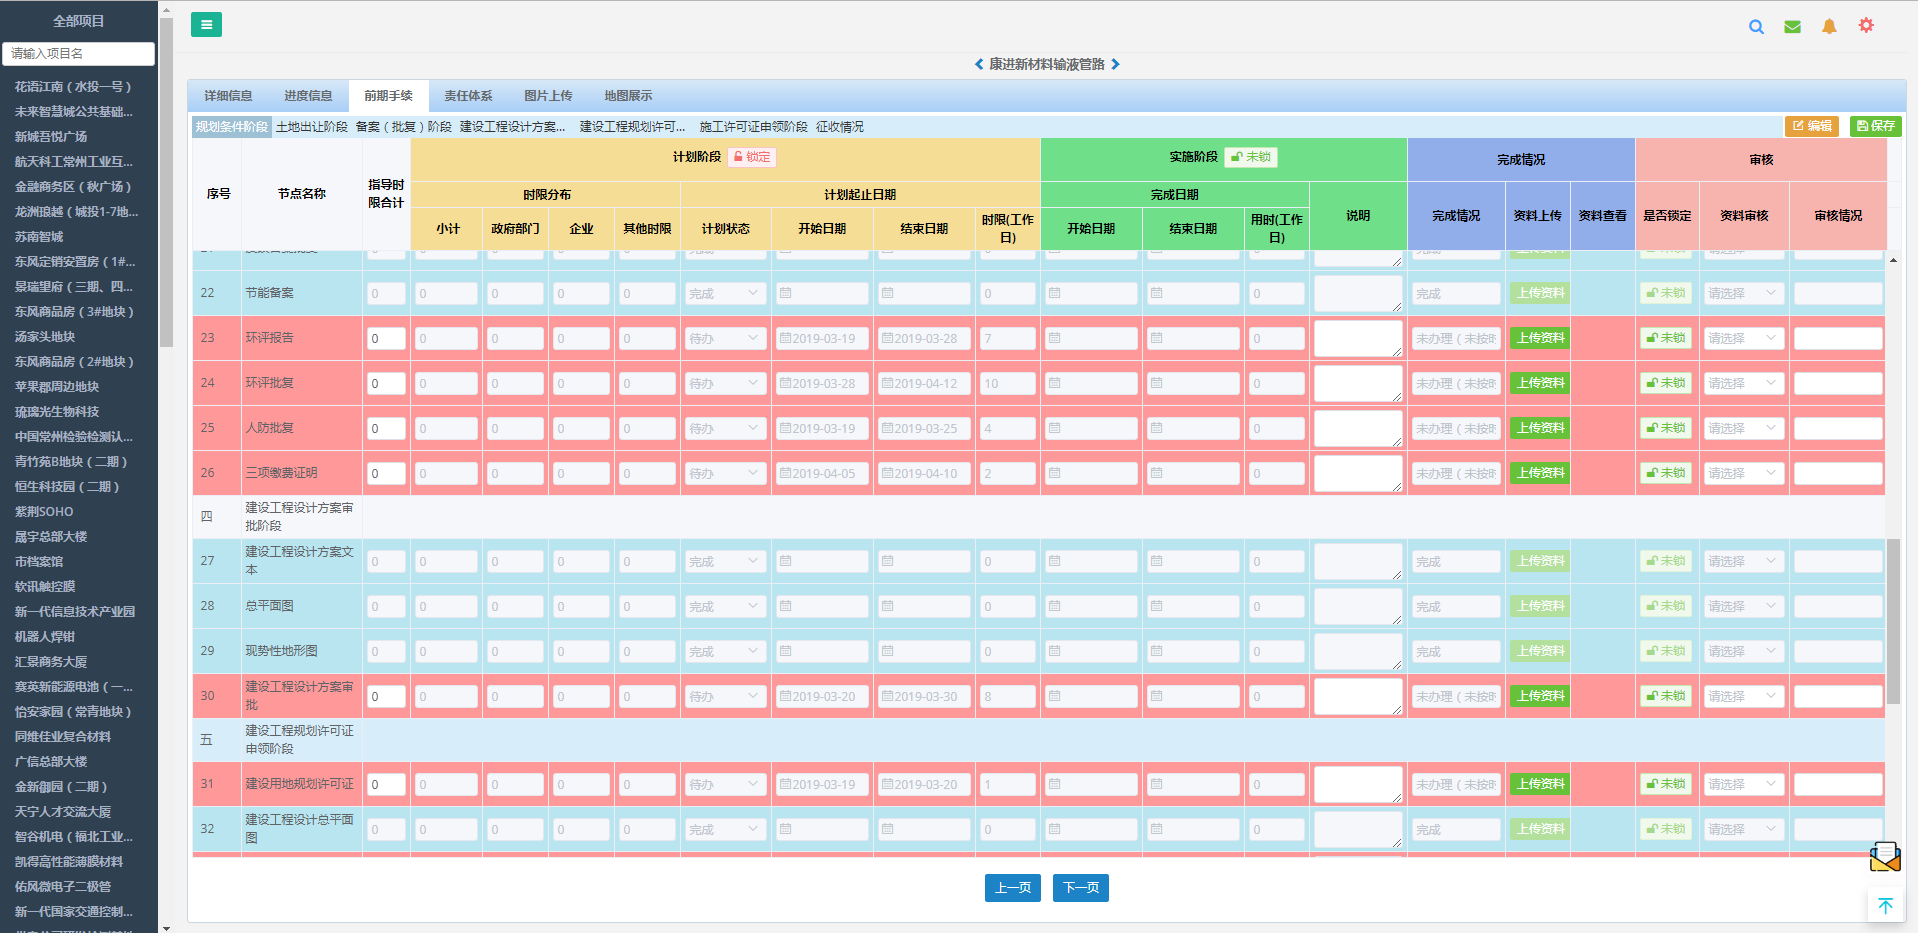 全部项目
请输入项目名
花语江南（水投一号）
未来智慧城公共基础...
新城吾悦广场
航天科工常州工业互...
金融商务区（秋广场）
龙洲琅越（城投1-7地...
苏南智城
东风定销安置房（1#...
景瑞里府（三期、四...
东风商品房（3#地块）
汤家头地块
东风商品房（2#地块）
苹果郡周边地块
琉璃光生物科技
中国常州检验检测认...
青竹苑B地块（二期）
恒生科技园（二期）
紫荆SOHO
晟宇总部大楼
市档案馆
软讯触控膜
新一代信息技术产业园
机器人焊钳
汇景商务大厦
赛英新能源电池（一...
怡安家园（常青地块）
同维佳业复合材料
广信总部大楼
金新御园（二期）
天宁人才交流大厦
智谷机电（福北工业...
凯得高性能薄膜材料
佑风微电子二极管
新一代国家交通控制...
康进新材料输液管路
详细信息 进度信息 前期手续 责任体系 图片上传 地图展示
规划条件阶段 土地出让阶段 备案（批复）阶段 建设工程设计方案... 建设工程规划许可... 施工许可证申领阶段 征收情况 编辑 保存
序号 节点名称 指导时限合计 计划阶段 锁定 实施阶段 未锁 完成情况 审核
时限分布 计划起止日期 完成日期 说明 完成情况 资料上传 资料查看 是否锁定 资料审核 审核情况
小计 政府部门 企业 其他时限 计划状态 开始日期 结束日期 时限(工作日) 开始日期 结束日期 用时(工作日)
22 节能备案 0 0 0 0 0 完成 0 0 完成 上传资料 未锁 请选择
23 环评报告 0 0 0 0 0 待办 2019-03-19 2019-03-28 7 0 未办理（未按时 上传资料 未锁 请选择
24 环评批复 0 0 0 0 0 待办 2019-03-28 2019-04-12 10 0 未办理（未按时 上传资料 未锁 请选择
25 人防批复 0 0 0 0 0 待办 2019-03-19 2019-03-25 4 0 未办理（未按时 上传资料 未锁 请选择
26 三项缴费证明 0 0 0 0 0 待办 2019-04-05 2019-04-10 2 0 未办理（未按时 上传资料 未锁 请选择
四 建设工程设计方案审批阶段
27 建设工程设计方案文本 0 0 0 0 0 完成 0 0 完成 上传资料 未锁 请选择
28 总平面图 0 0 0 0 0 完成 0 0 完成 上传资料 未锁 请选择
29 现势性地形图 0 0 0 0 0 完成 0 0 完成 上传资料 未锁 请选择
30 建设工程设计方案审批 0 0 0 0 0 待办 2019-03-20 2019-03-30 8 0 未办理（未按时 上传资料 未锁 请选择
五 建设工程规划许可证申领阶段
31 建设用地规划许可证 0 0 0 0 0 待办 2019-03-19 2019-03-20 1 0 未办理（未按时 上传资料 未锁 请选择
32 建设工程设计总平面图 0 0 0 0 0 完成 0 0 完成 上传资料 未锁 请选择
上一页 下一页